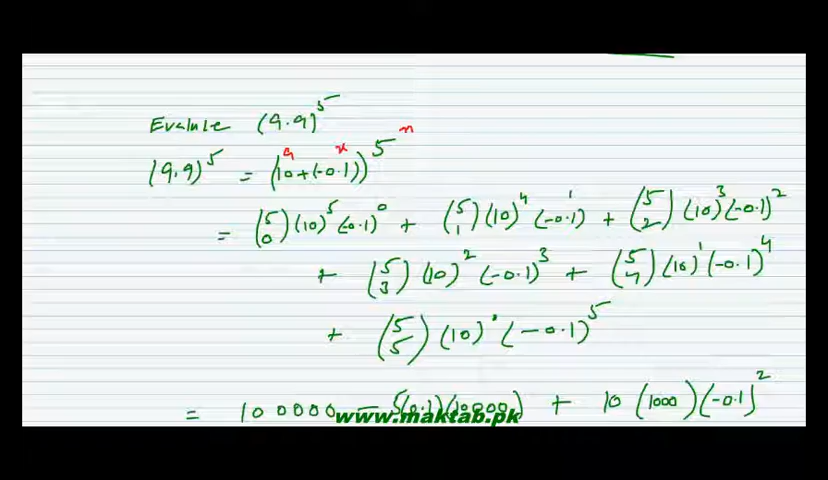 Evaluate (9.9)^5
(9.9)^5 = (10+(-0.1))^5 a x n
= (5 0)(10)^5(-0.1)^0 + (5 1)(10)^4(-0.1)^1 + (5 2)(10)^3(-0.1)^2
+ (5 3)(10)^2(-0.1)^3 + (5 4)(10)^1(-0.1)^4
+ (5 5)(10)^0(-0.1)^5
= 100000 - 5(0.1)(10000) + 10(1000)(-0.1)^2
www.maktab.pk